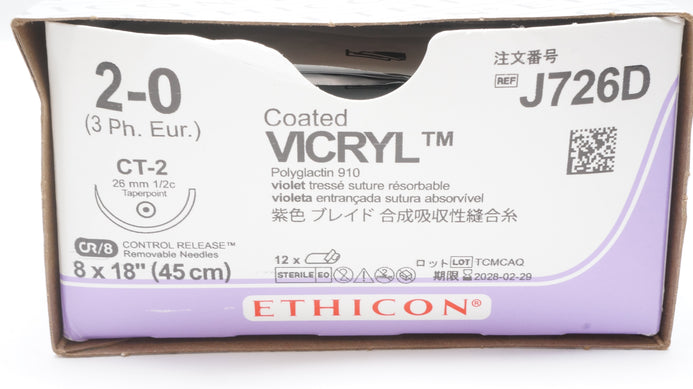 2-0
(3 Ph. Eur.)
CT-2
26 mm 1/2c
Taperpoint
CR/8 CONTROL RELEASE™
Removable Needles
8 x 18" (45 cm)
Coated
VICRYL™
Polyglactin 910
violet tressé suture résorbable
violeta entrançada sutura absorvível
紫色 ブレイド 合成吸収性縫合糸
12 x
STERILE EO
注文番号
REF J726D
ロット LOT TCMCAQ
期限 2028-02-29
ETHICON®